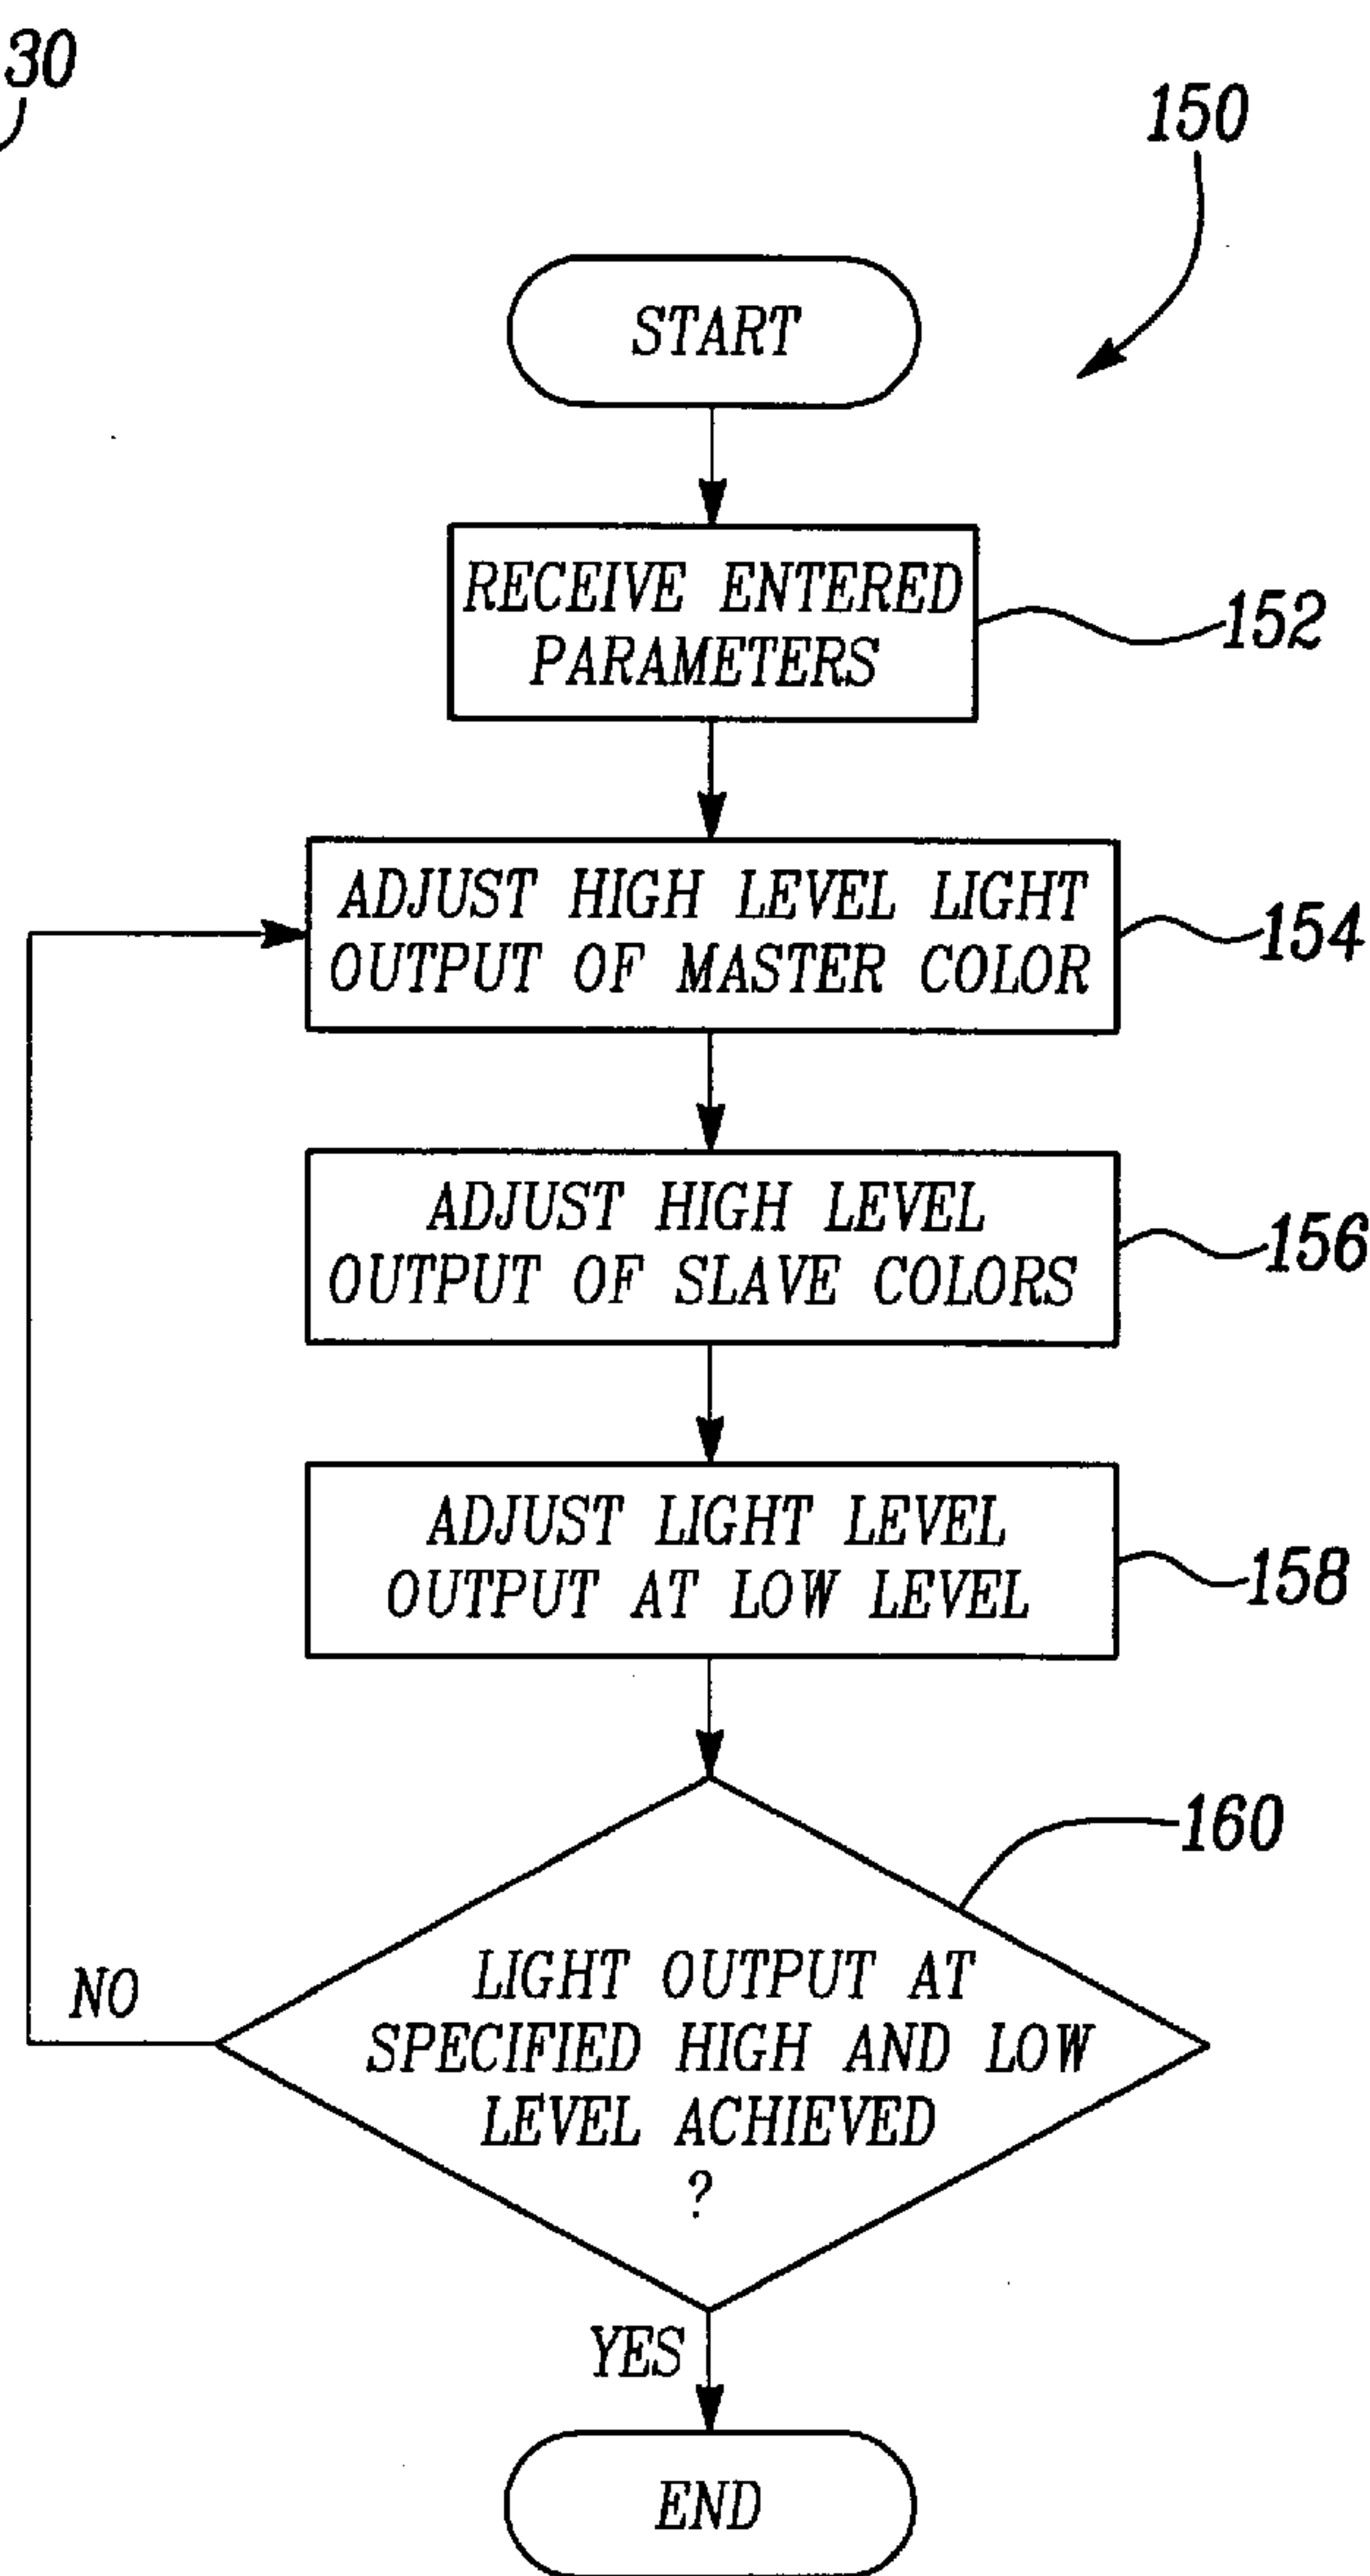 30
150
START
RECEIVE ENTERED
PARAMETERS
152
ADJUST HIGH LEVEL LIGHT
OUTPUT OF MASTER COLOR
154
ADJUST HIGH LEVEL
OUTPUT OF SLAVE COLORS
156
ADJUST LIGHT LEVEL
OUTPUT AT LOW LEVEL
158
160
LIGHT OUTPUT AT
SPECIFIED HIGH AND LOW
LEVEL ACHIEVED
?
NO
YES
END